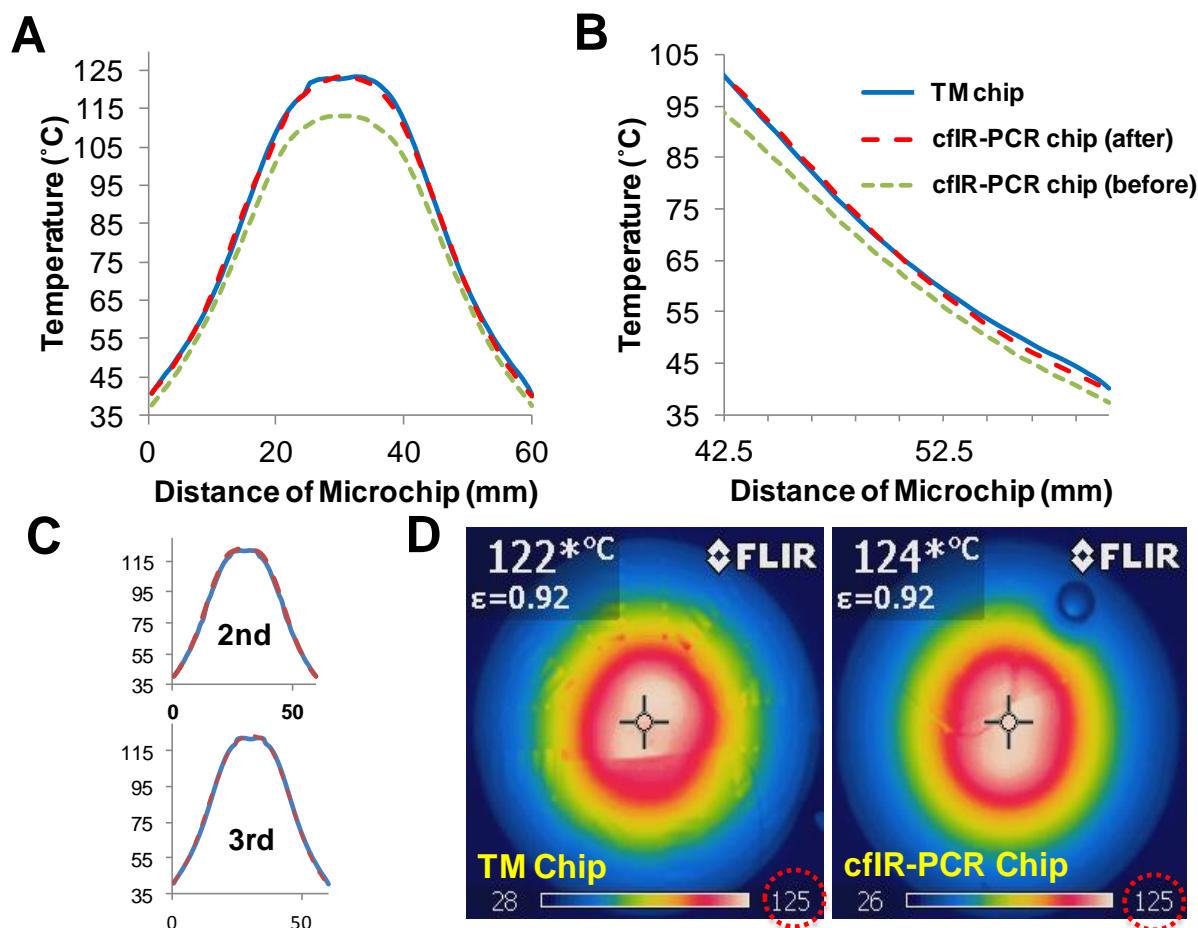 A
Temperature (˚C)
125
115
105
95
85
75
65
55
45
35
0
20
40
60
Distance of Microchip (mm)
B
Temperature (˚C)
105
95
85
75
65
55
45
35
TM chip
cfIR-PCR chip (after)
cfIR-PCR chip (before)
42.5
52.5
Distance of Microchip (mm)
C
115
95
75
55
35
2nd
0
50
115
95
75
55
35
3rd
0
50
D
122*°C
ε=0.92
FLIR
TM Chip
28
125
124*°C
ε=0.92
FLIR
cfIR-PCR Chip
26
125